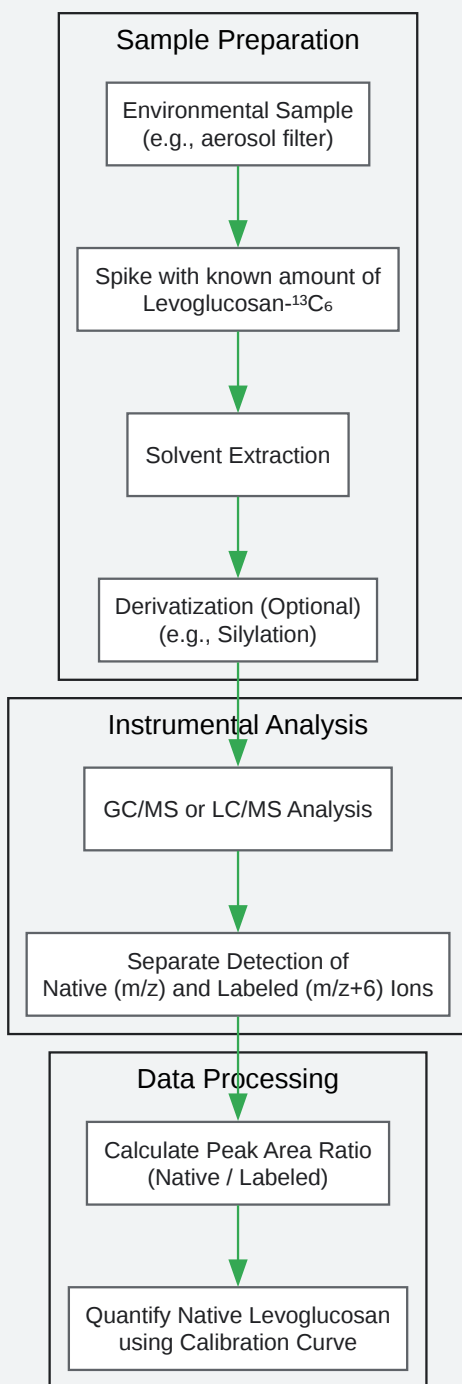 Sample Preparation
Environmental Sample
(e.g., aerosol filter)
Spike with known amount of
Levoglucosan-¹³C₆
Solvent Extraction
Derivatization (Optional)
(e.g., Silylation)
Instrumental Analysis
GC/MS or LC/MS Analysis
Separate Detection of
Native (m/z) and Labeled (m/z+6) Ions
Data Processing
Calculate Peak Area Ratio
(Native / Labeled)
Quantify Native Levoglucosan
using Calibration Curve